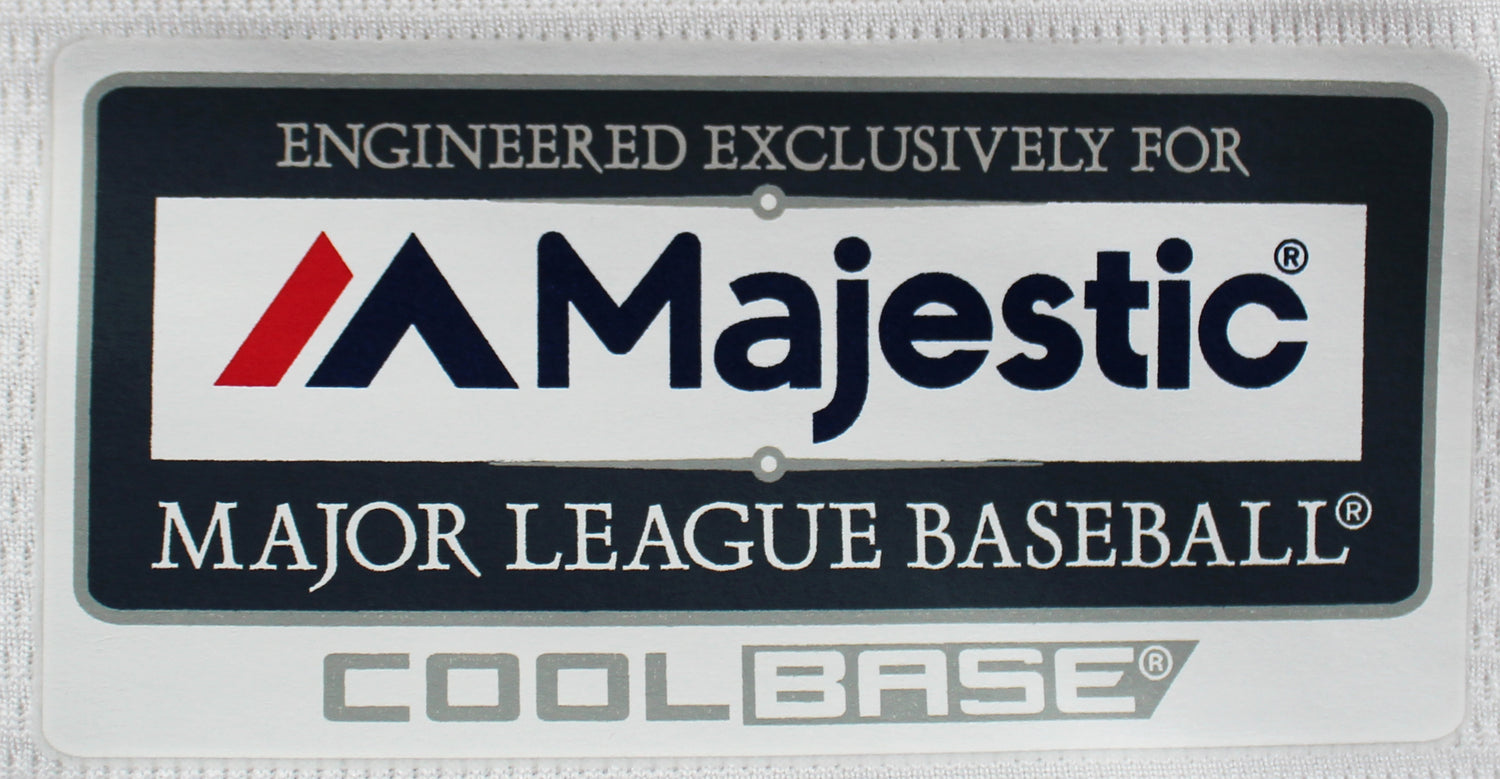 ENGINEERED EXCLUSIVELY FOR
Majestic®
MAJOR LEAGUE BASEBALL®
COOLBASE®